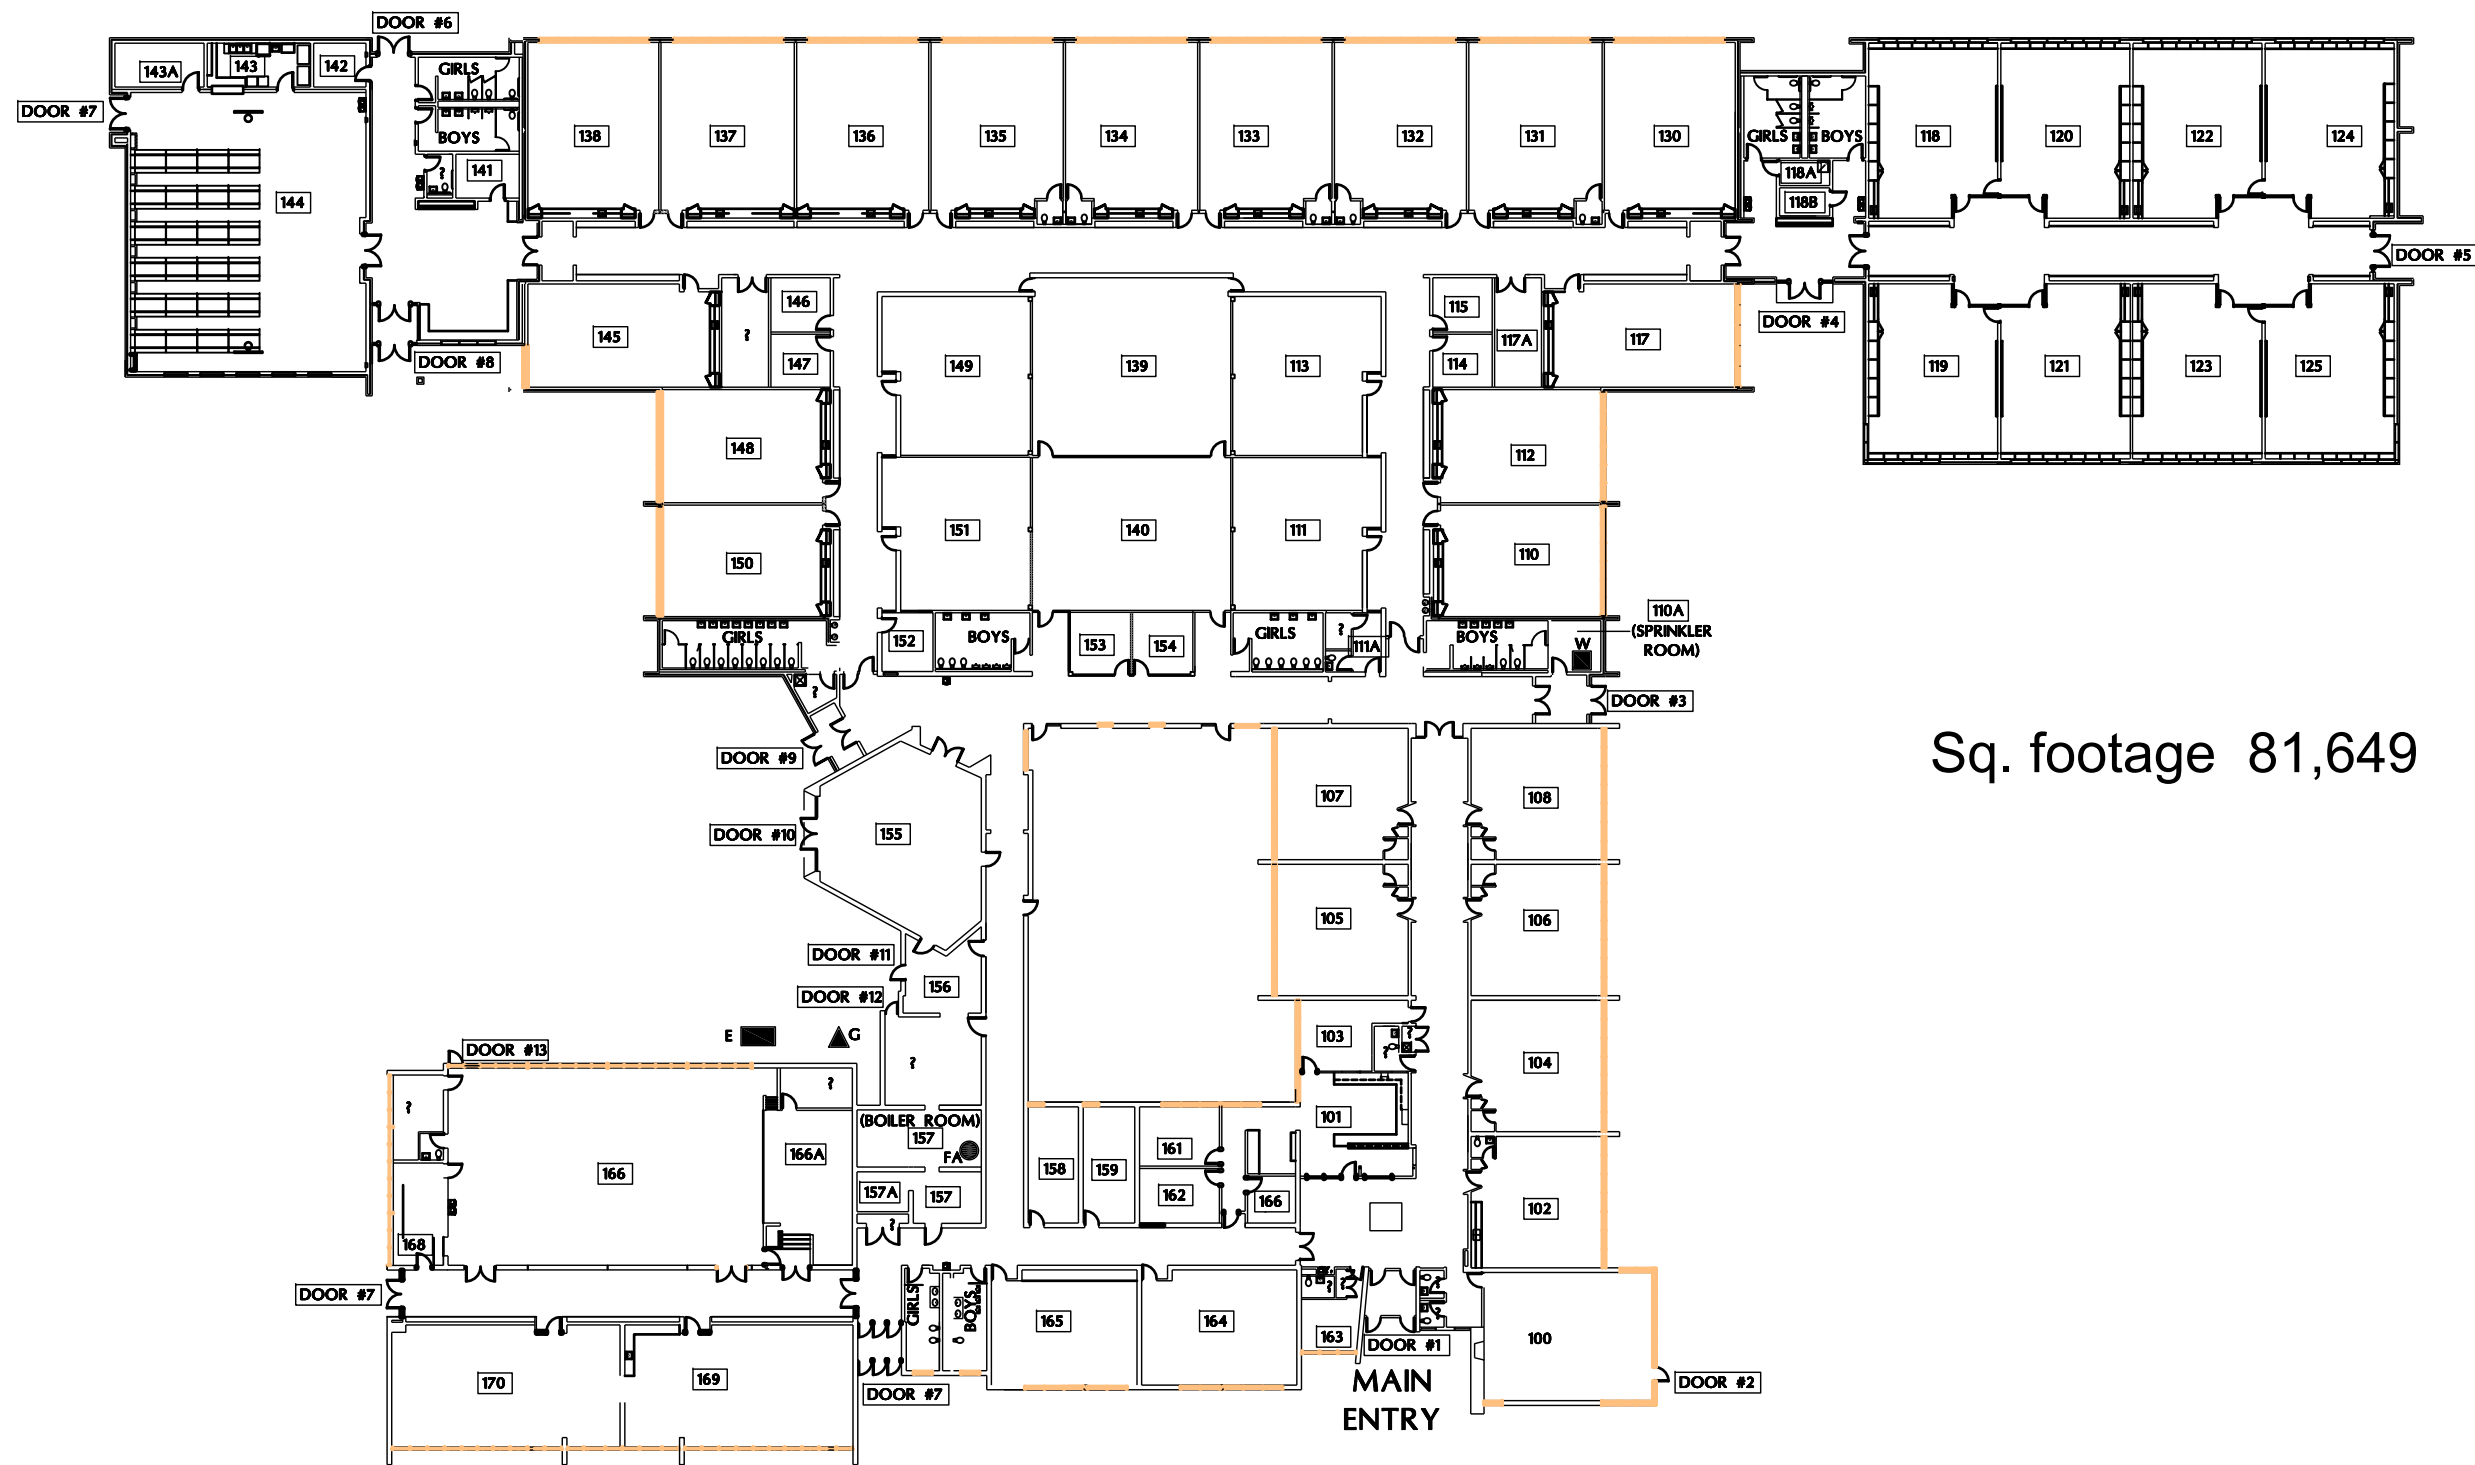 DOOR #6
143A
143
142
GIRLS
DOOR #7
BOYS
138
137
136
135
134
133
132
131
130
GIRLS
BOYS
118
120
122
124
?
141
118A
144
118B
DOOR #5
146
115
145
?
117A
117
DOOR #4
DOOR #8
147
149
139
113
114
119
121
123
125
148
112
151
140
111
150
110
110A
(SPRINKLER
ROOM)
GIRLS
152
BOYS
153
154
GIRLS
?
111A
BOYS
W
?
DOOR #3
DOOR #9
Sq. footage 81,649
107
108
DOOR #10
155
105
106
DOOR #11
156
DOOR #12
E
G
103
?
?
DOOR #13
?
104
?
?
(BOILER ROOM)
157
101
FA
166
166A
161
158
159
157A
157
162
166
102
?
168
DOOR #7
GIRLS
BOYS
165
164
?
?
?
?
163
DOOR #1
100
170
169
DOOR #7
MAIN
ENTRY
DOOR #2